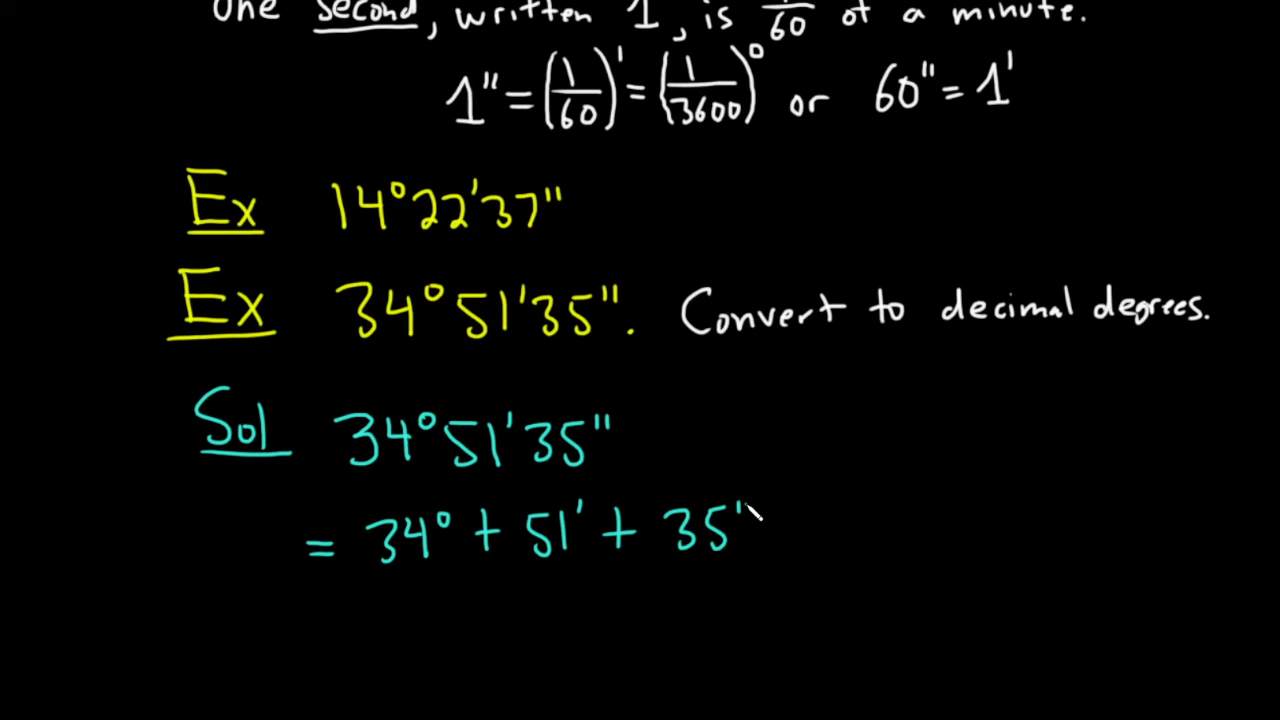 One second, written 1, is 1/60 of a minute.
1" = (1/60)' = (1/3600)° or 60" = 1'
Ex 14°22'37"
Ex 34°51'35". Convert to decimal degrees.
Sol 34°51'35"
= 34° + 51' + 35"